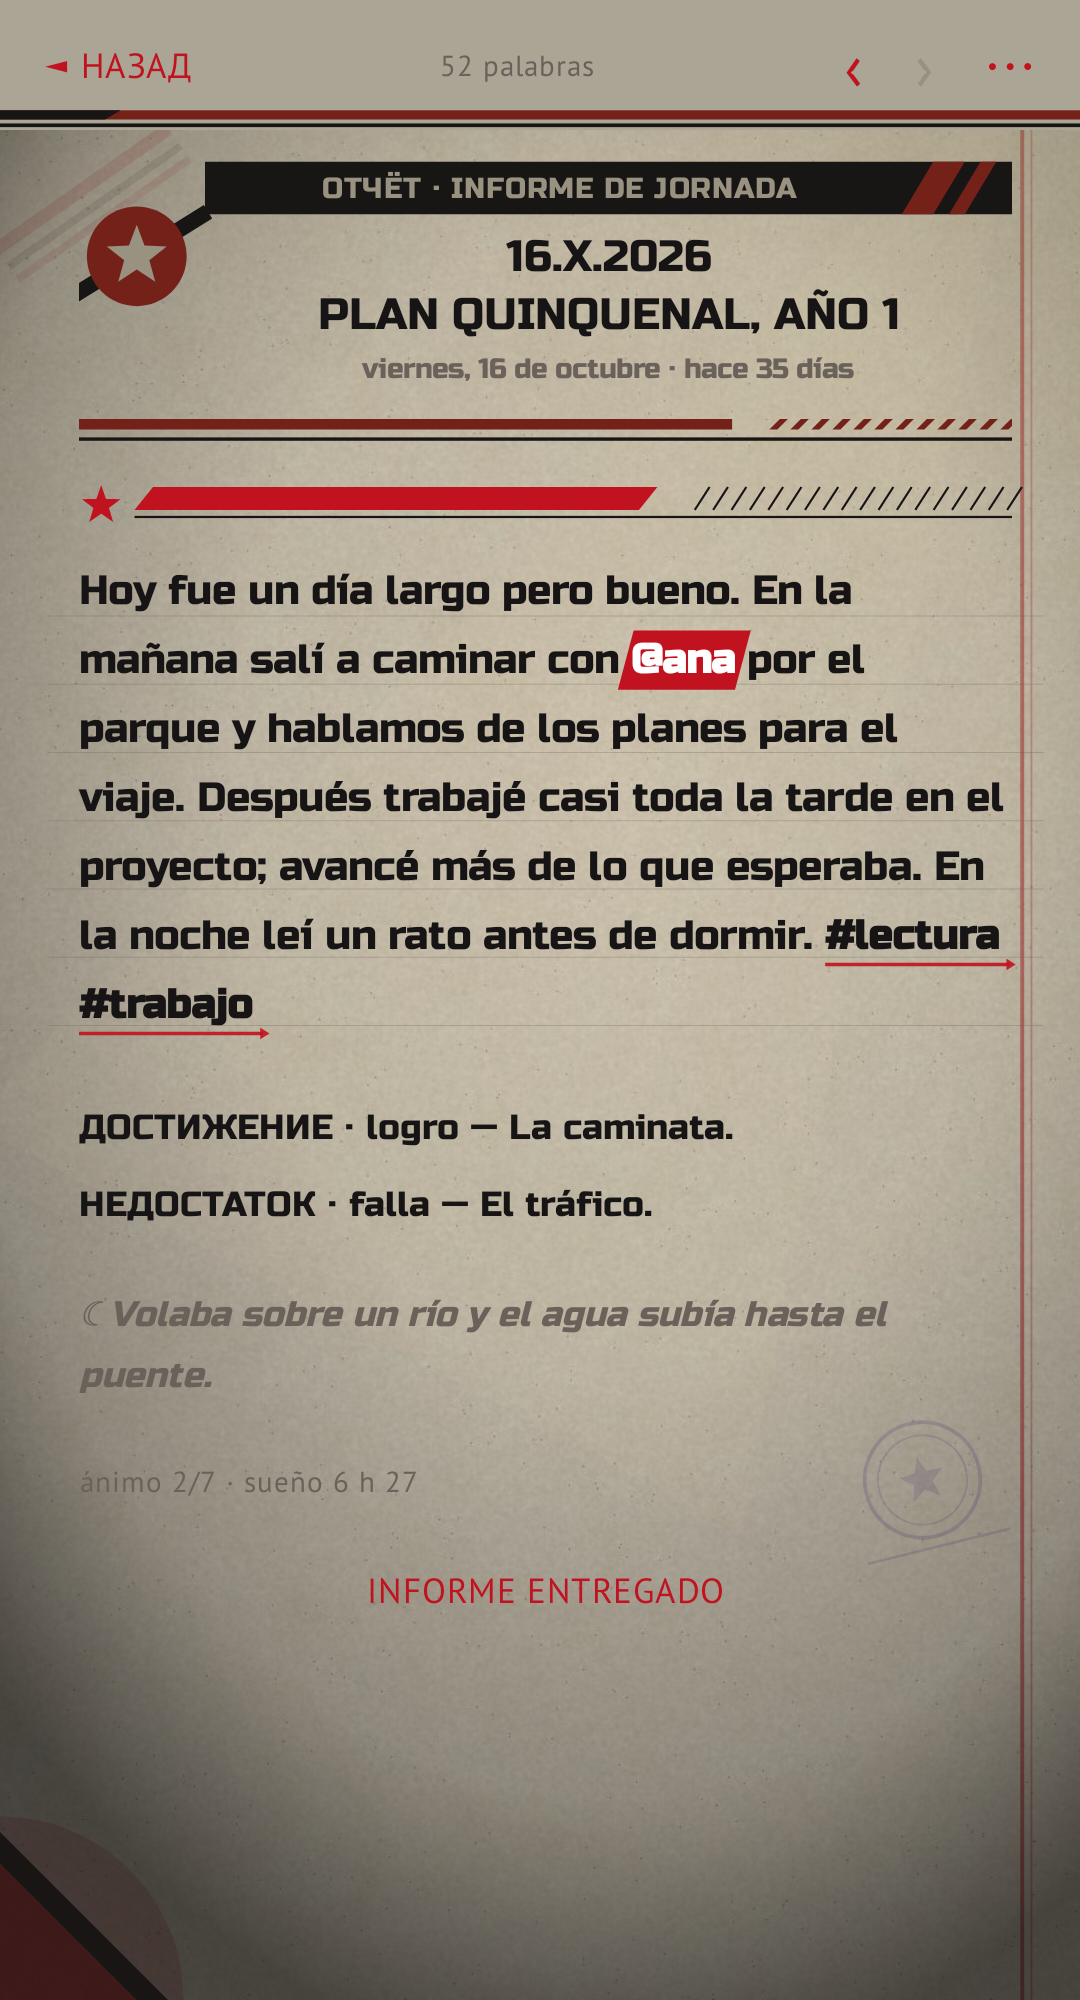 НАЗАД
52 palabras
ОТЧЁТ · INFORME DE JORNADA
16.X.2026
PLAN QUINQUENAL, AÑO 1
viernes, 16 de octubre · hace 35 días
Hoy fue un día largo pero bueno. En la
mañana salí a caminar con @ana por el
parque y hablamos de los planes para el
viaje. Después trabajé casi toda la tarde en el
proyecto; avancé más de lo que esperaba. En
la noche leí un rato antes de dormir. #lectura
#trabajo
ДОСТИЖЕНИЕ · logro — La caminata.
НЕДОСТАТОК · falla — El tráfico.
Volaba sobre un río y el agua subía hasta el
puente.
ánimo 2/7 · sueño 6 h 27
INFORME ENTREGADO